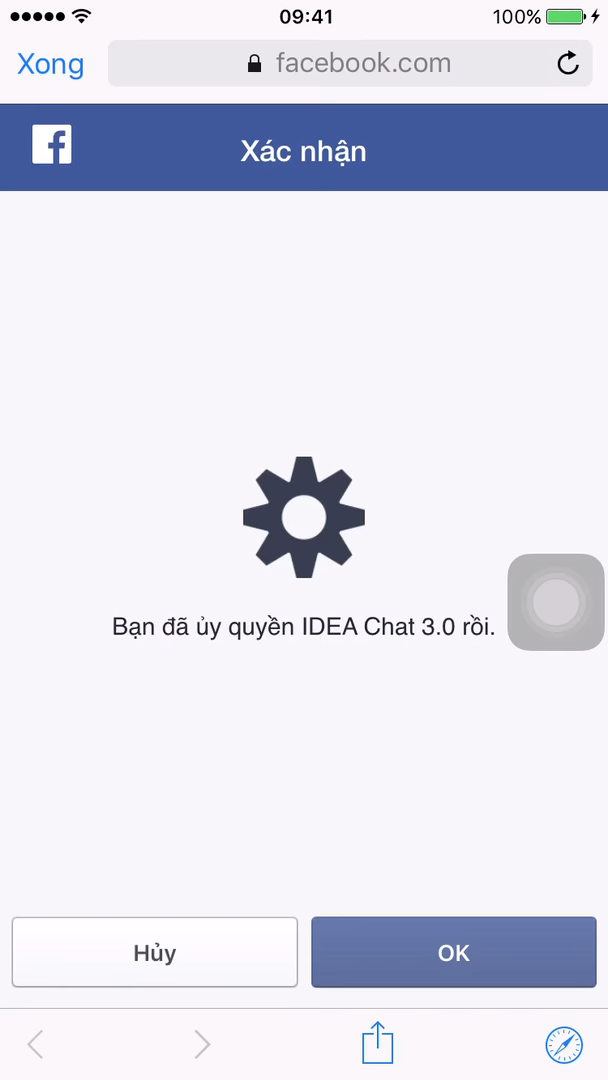 09:41
100%
Xong
facebook.com
Xác nhận
Bạn đã ủy quyền IDEA Chat 3.0 rồi.
Hủy
OK